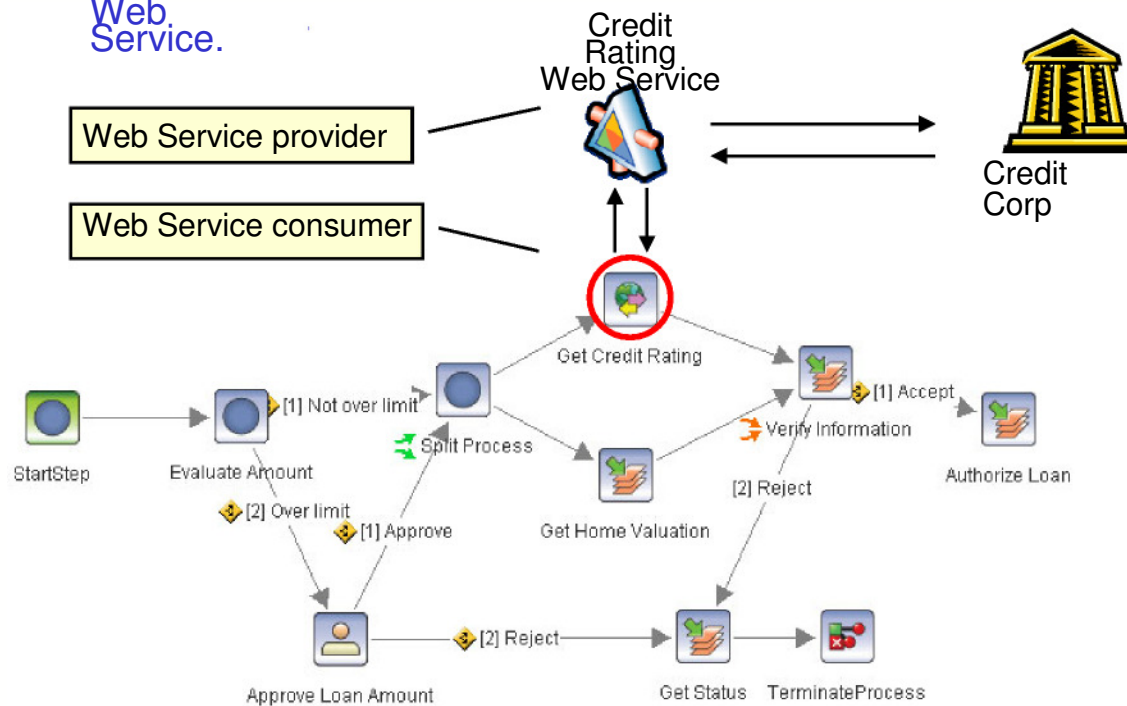 Web
Service.
Credit
Rating
Web Service
Web Service provider
Credit
Corp
Web Service consumer
Get Credit Rating
[1] Not over limit
[1] Accept
StartStep
Evaluate Amount
Split Process
Verify Information
Authorize Loan
[2] Over limit
[1] Approve
Get Home Valuation
[2] Reject
[2] Reject
Approve Loan Amount
Get Status
TerminateProcess